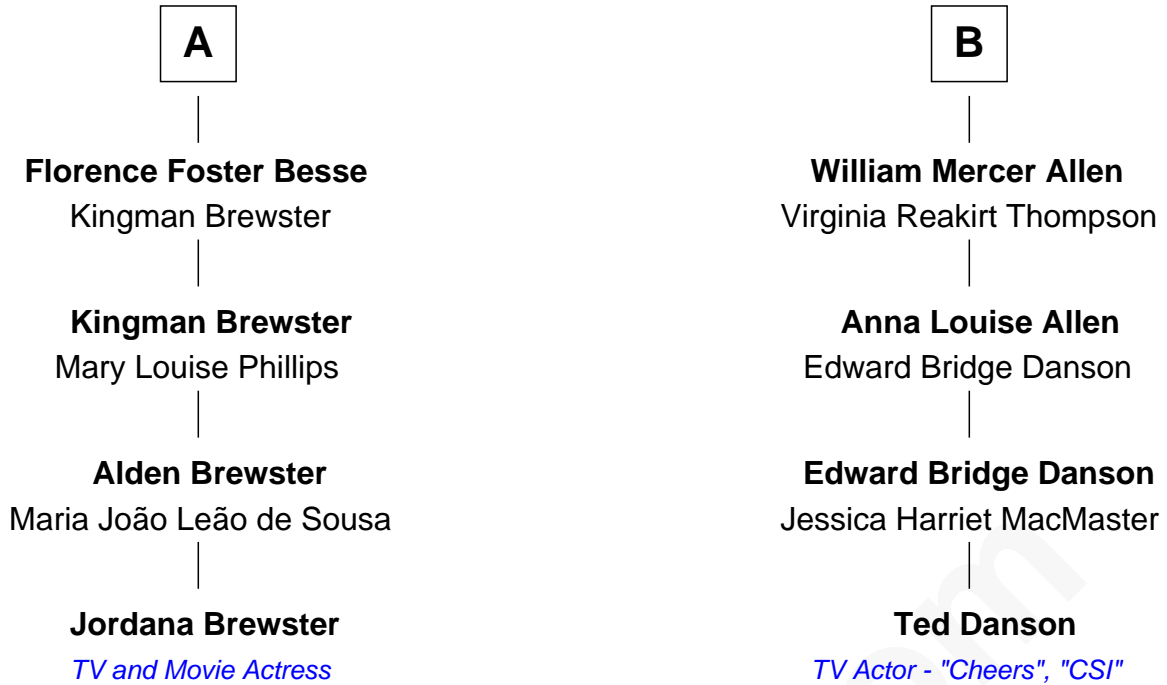 A
Florence Foster Besse
Kingman Brewster
Kingman Brewster
Mary Louise Phillips
Alden Brewster
Maria João Leão de Sousa
Jordana Brewster
TV and Movie Actress
B
William Mercer Allen
Virginia Reakirt Thompson
Anna Louise Allen
Edward Bridge Danson
Edward Bridge Danson
Jessica Harriet MacMaster
Ted Danson
TV Actor - "Cheers", "CSI"